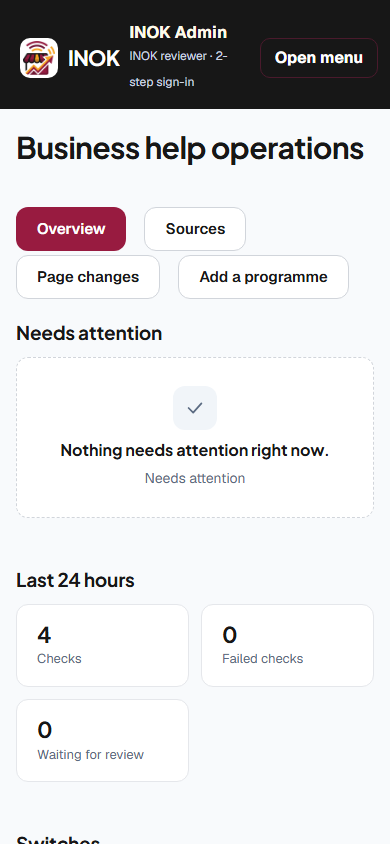 INOK
INOK Admin
INOK reviewer · 2-
step sign-in
Open menu
Business help operations
Overview
Sources
Page changes
Add a programme
Needs attention
Nothing needs attention right now.
Needs attention
Last 24 hours
4
Checks
0
Failed checks
0
Waiting for review
Switches